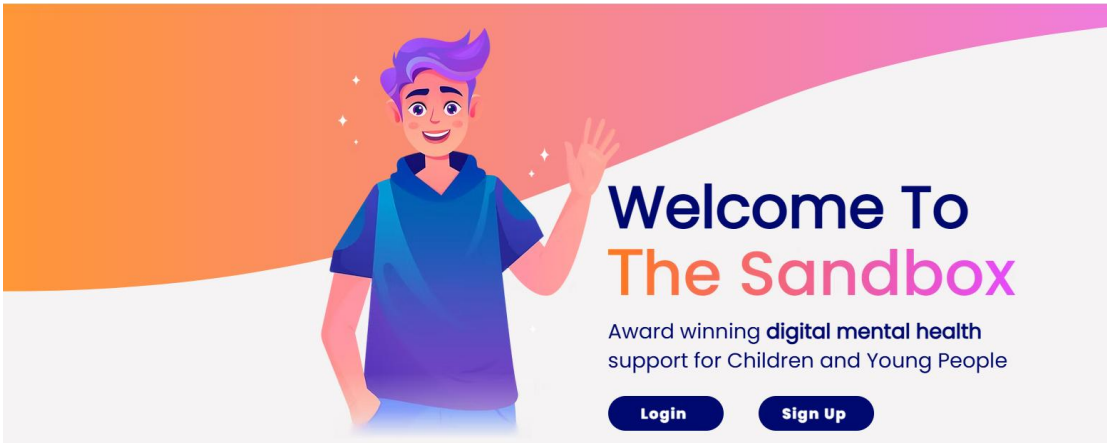 Welcome To
The Sandbox
Award winning digital mental health
support for Children and Young People
Login
Sign Up